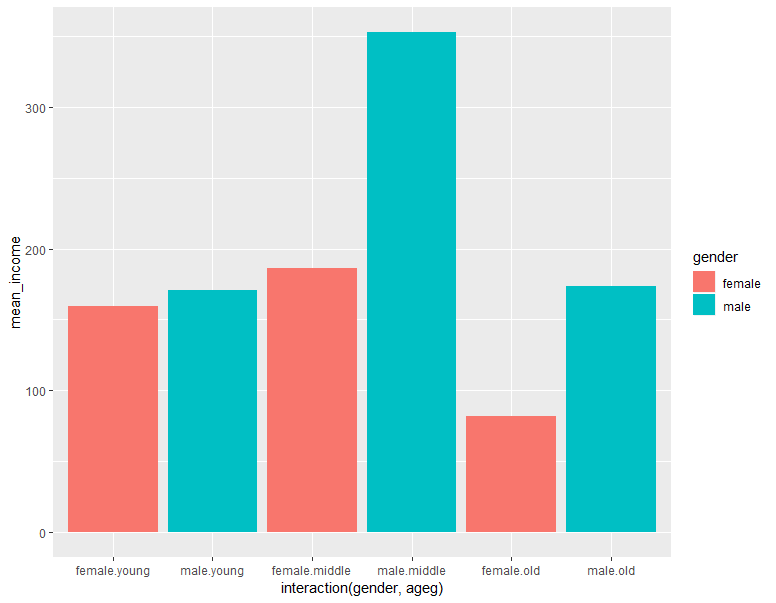 mean_income
300
200
100
0
female.young male.young female.middle male.middle female.old male.old
interaction(gender, ageg)
gender
female
male